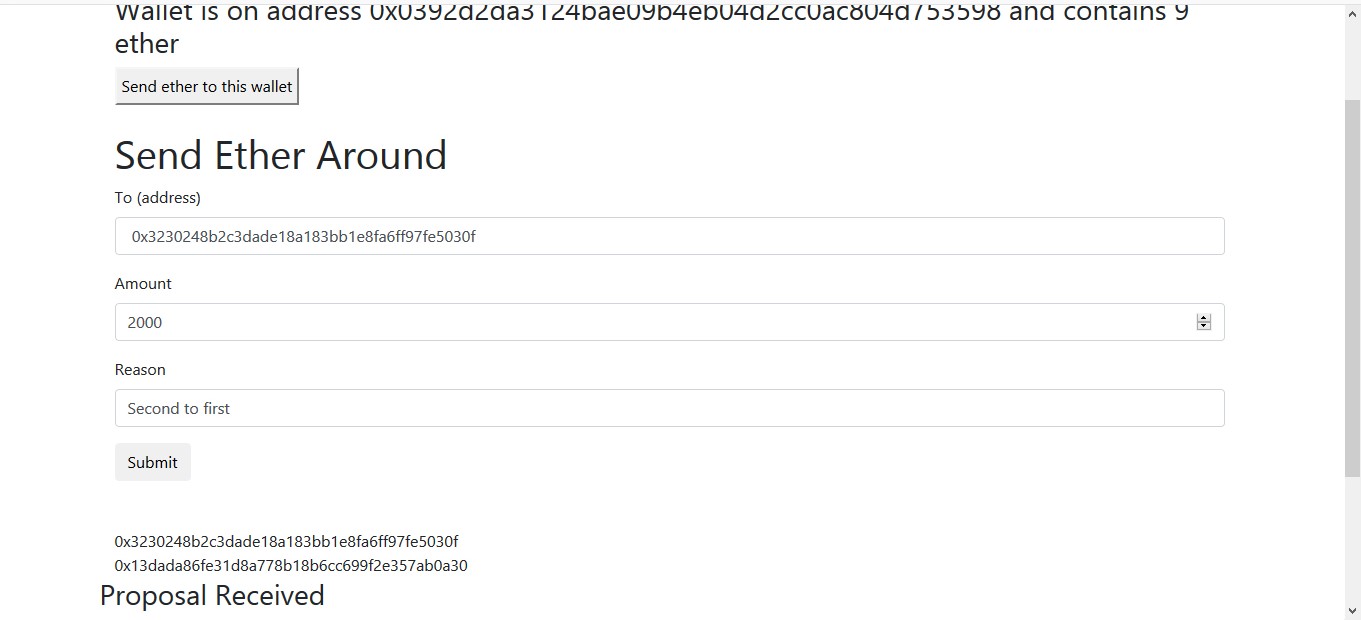 Wallet is on address 0x0392d2da3124bae09b4eb04d2cc0ac804d753598 and contains 9
ether
Send ether to this wallet
Send Ether Around
To (address)
0x3230248b2c3dade18a183bb1e8fa6ff97fe5030f
Amount
2000
Reason
Second to first
Submit
0x3230248b2c3dade18a183bb1e8fa6ff97fe5030f
0x13dada86fe31d8a778b18b6cc699f2e357ab0a30
Proposal Received